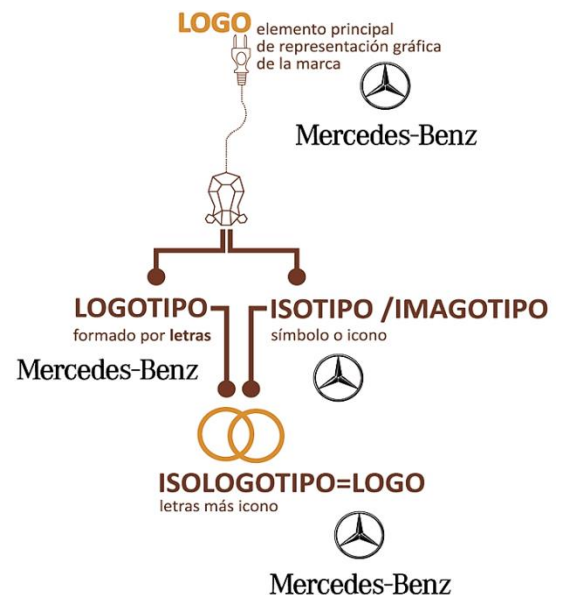 LOGO elemento principal
de representación gráfica
de la marca
Mercedes-Benz
LOGOTIPO
formado por letras
Mercedes-Benz
ISOTIPO /IMAGOTIPO
símbolo o icono
ISOLOGOTIPO=LOGO
letras más icono
Mercedes-Benz